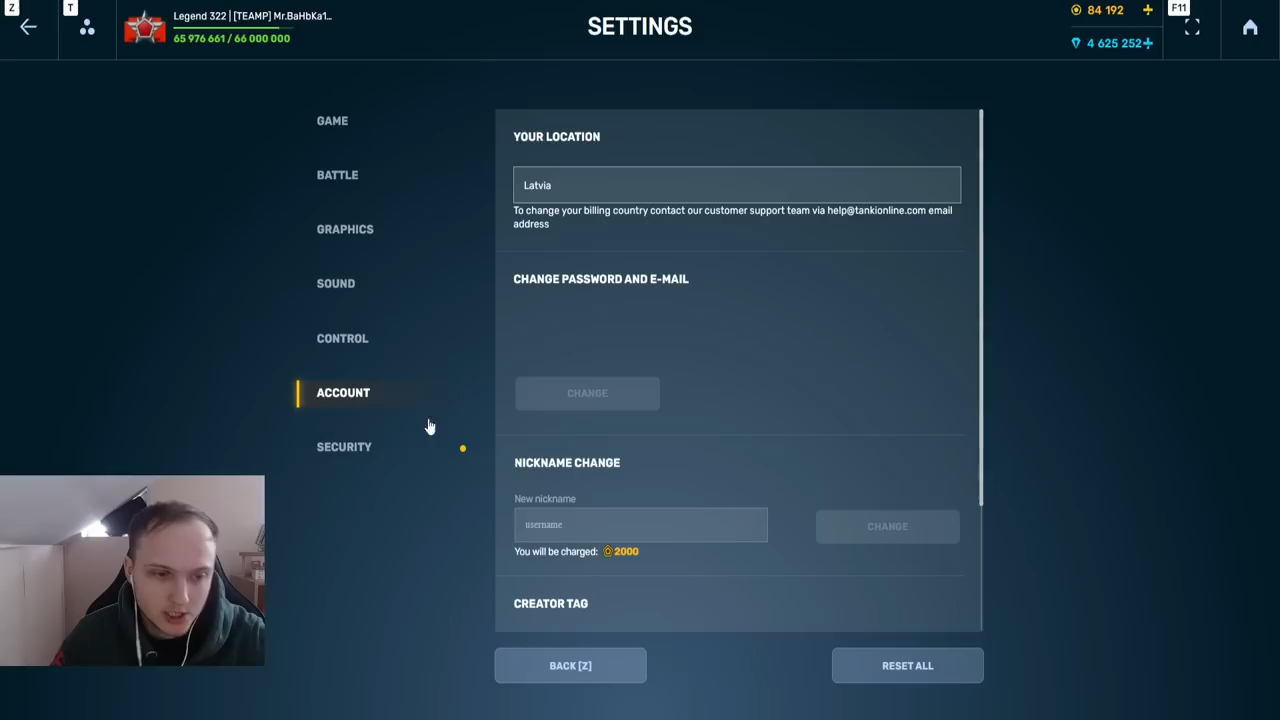 Z
T
Legend 322 | [TEAMP] Mr.BaHbKa1...
65 976 661 / 66 000 000
SETTINGS
84 192
4 625 252
F11
GAME
BATTLE
GRAPHICS
SOUND
CONTROL
ACCOUNT
SECURITY
YOUR LOCATION
Latvia
To change your billing country contact our customer support team via help@tankionline.com email
address
CHANGE PASSWORD AND E-MAIL
CHANGE
NICKNAME CHANGE
New nickname
username
CHANGE
You will be charged: 2000
CREATOR TAG
BACK [Z]
RESET ALL